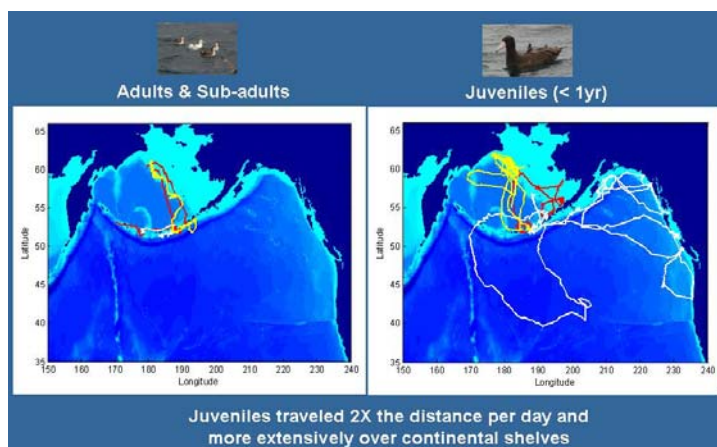 Adults & Sub-adults
Juveniles (< 1yr)
65
60
55
50
45
40
35
Latitude
150 160 170 180 190 200 210 220 230 240
Longitude
65
60
55
50
45
40
35
Latitude
150 160 170 180 190 200 210 220 230 240
Longitude
Juveniles traveled 2X the distance per day and
more extensively over continental shelves